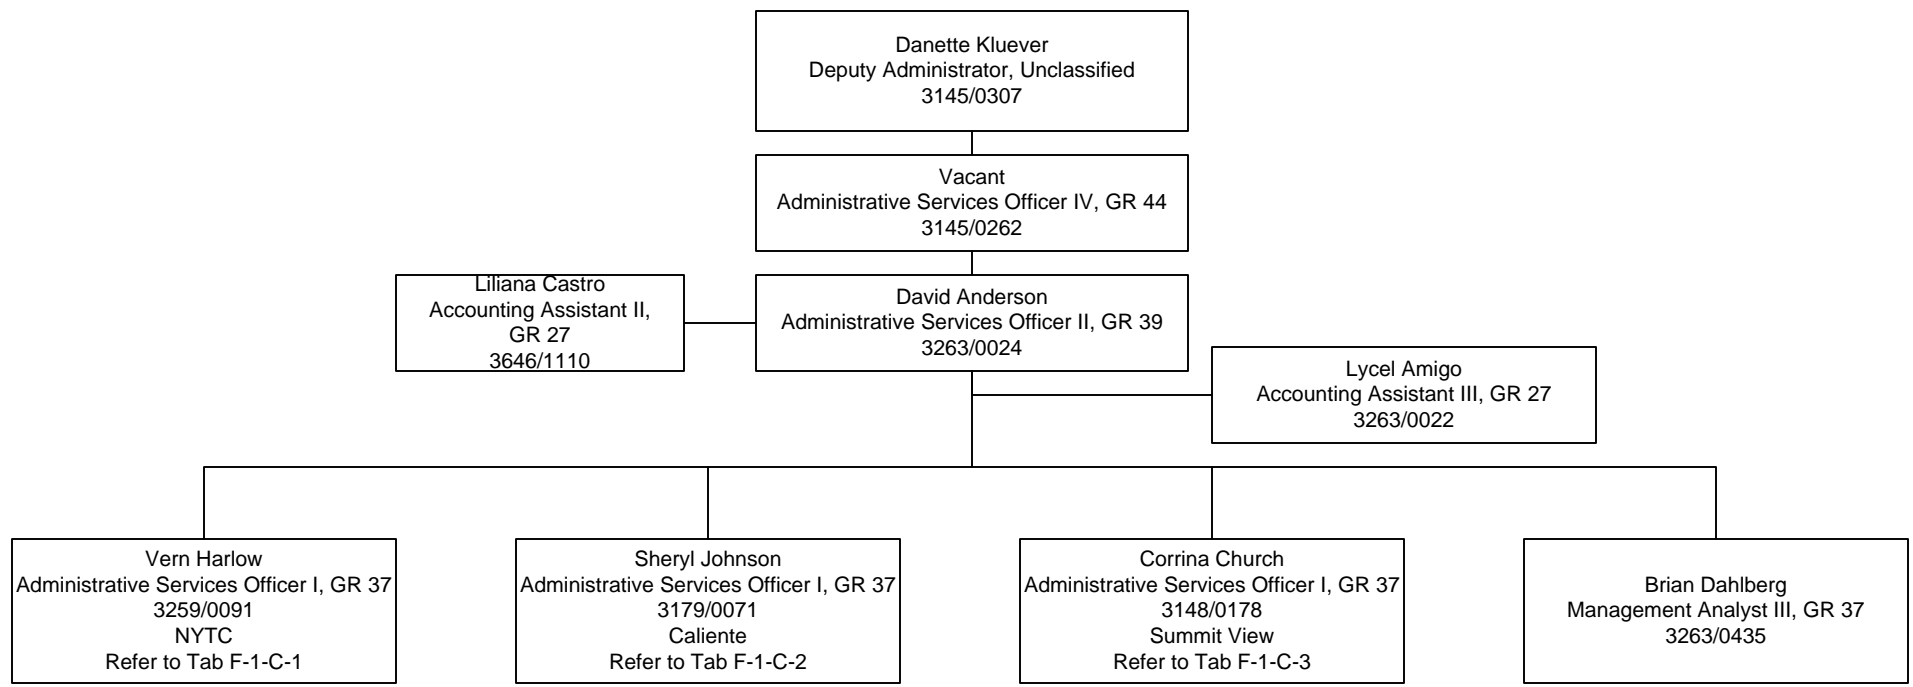 Danette Kluever
Deputy Administrator, Unclassified
3145/0307
Vacant
Administrative Services Officer IV, GR 44
3145/0262
Liliana Castro
Accounting Assistant II,
GR 27
3646/1110
David Anderson
Administrative Services Officer II, GR 39
3263/0024
Lycel Amigo
Accounting Assistant III, GR 27
3263/0022
Vern Harlow
Administrative Services Officer I, GR 37
3259/0091
NYTC
Refer to Tab F-1-C-1
Sheryl Johnson
Administrative Services Officer I, GR 37
3179/0071
Caliente
Refer to Tab F-1-C-2
Corrina Church
Administrative Services Officer I, GR 37
3148/0178
Summit View
Refer to Tab F-1-C-3
Brian Dahlberg
Management Analyst III, GR 37
3263/0435